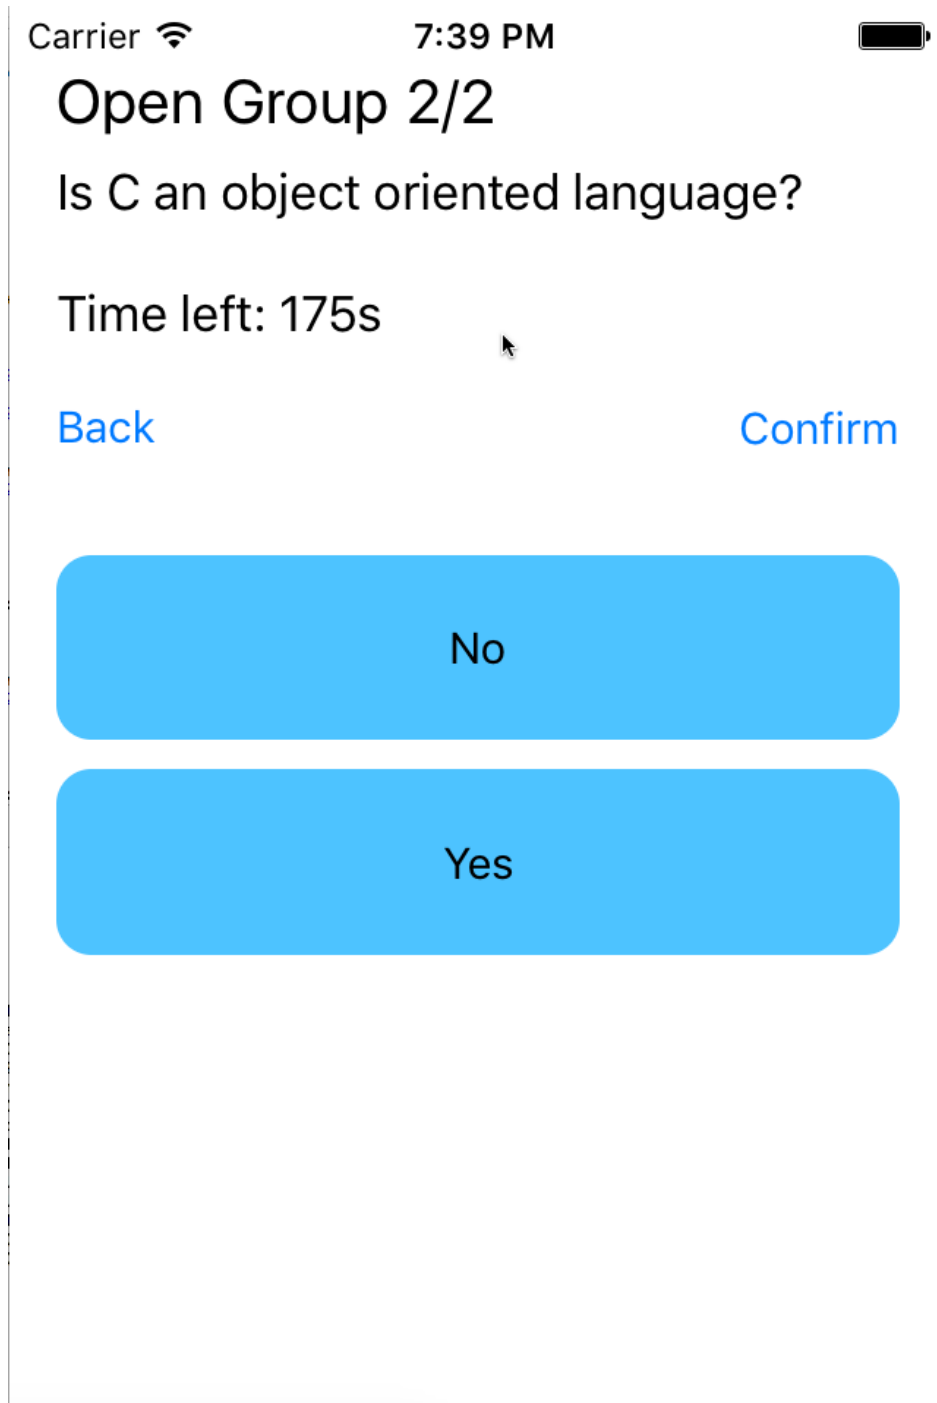 Carrier 7:39 PM
Open Group 2/2
Is C an object oriented language?
Time left: 175s
Back Confirm
No
Yes